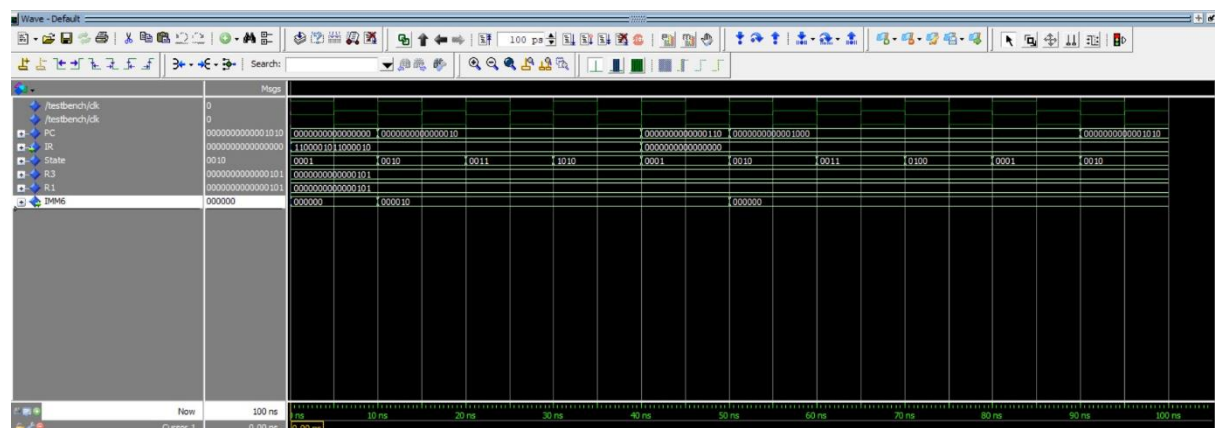 Wave - Default
100 ps
Search:
Msgs
/testbench/clk 0
/testbench/clk 0
PC 0000000000001010 0000000000000000 0000000000000010 0000000000000110 0000000000001000 0000000000001010
IR 0000000000000000 1100001011000010 0000000000000000
State 0010 0001 0010 0011 1010 0001 0010 0011 0100 0001 0010
R3 0000000000000101 0000000000000101
R1 0000000000000101 0000000000000101
IMM6 000000 000000 000010 000000
Now 100 ns ns 10 ns 20 ns 30 ns 40 ns 50 ns 60 ns 70 ns 80 ns 90 ns 100 ns
Cursor 1 0.00 ns 0.00 ns